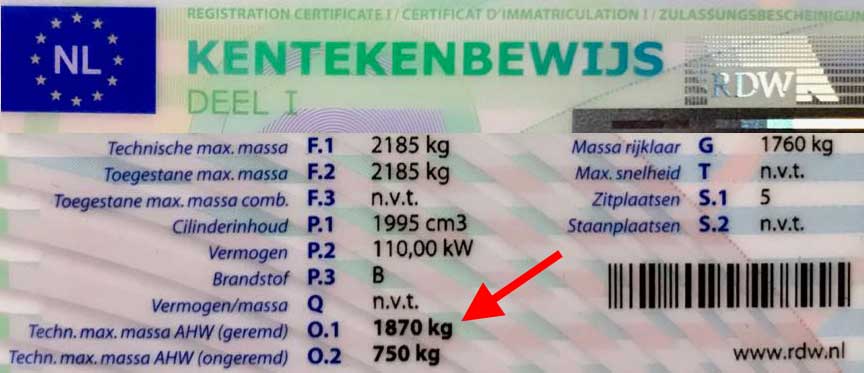 REGISTRATION CERTIFICATE I / CERTIFICAT D'IMMATRICULATION I / ZULASSUNGSBESCHEINIGUN
NL
KENTEKENBEWIJS
RDW
DEEL I
Technische max. massa F.1 2185 kg Massa rijklaar G 1760 kg
Toegestane max. massa F.2 2185 kg Max. snelheid T n.v.t.
Toegestane max. massa comb. F.3 n.v.t. Zitplaatsen S.1 5
Cilinderinhoud P.1 1995 cm3 Staanplaatsen S.2 n.v.t.
Vermogen P.2 110,00 kW
Brandstof P.3 B
Vermogen/massa Q n.v.t.
Techn. max. massa AHW (geremd) O.1 1870 kg
Techn. max. massa AHW (ongeremd) O.2 750 kg
www.rdw.nl